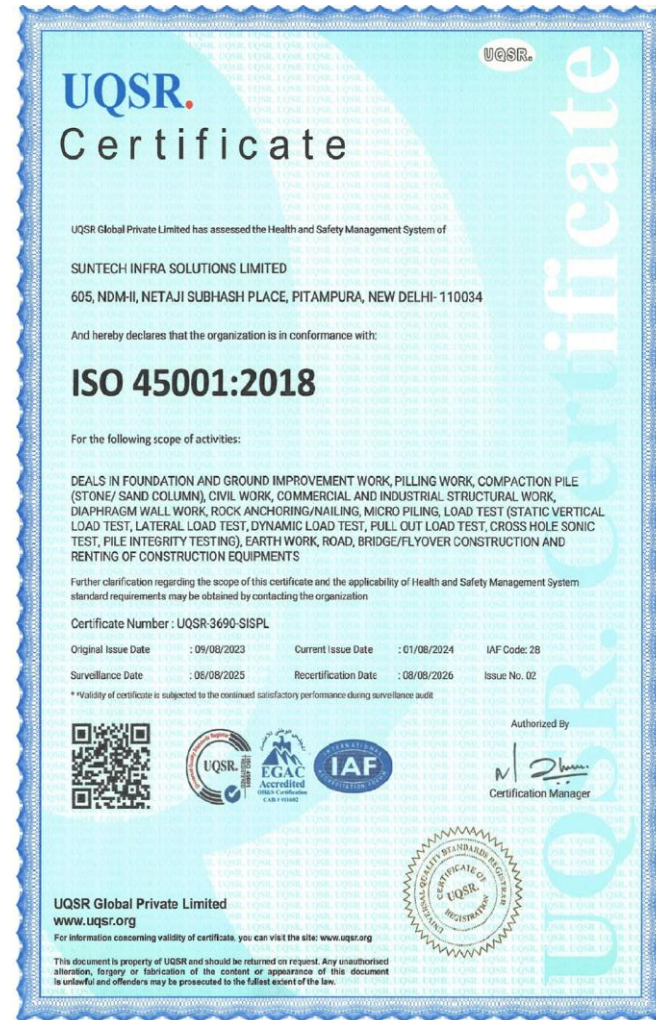 UQSR.
UQSR.
Certificate
UQSR Global Private Limited has assessed the Health and Safety Management System of
SUNTECH INFRA SOLUTIONS LIMITED
605, NDM-II, NETAJI SUBHASH PLACE, PITAMPURA, NEW DELHI- 110034
And hereby declares that the organization is in conformance with:
ISO 45001:2018
For the following scope of activities:
DEALS IN FOUNDATION AND GROUND IMPROVEMENT WORK, PILLING WORK, COMPACTION PILE
(STONE/ SAND COLUMN), CIVIL WORK, COMMERCIAL AND INDUSTRIAL STRUCTURAL WORK,
DIAPHRAGM WALL WORK, ROCK ANCHORING/NAILING, MICRO PILING, LOAD TEST (STATIC VERTICAL
LOAD TEST, LATERAL LOAD TEST, DYNAMIC LOAD TEST, PULL OUT LOAD TEST, CROSS HOLE SONIC
TEST, PILE INTEGRITY TESTING), EARTH WORK, ROAD, BRIDGE/FLYOVER CONSTRUCTION AND
RENTING OF CONSTRUCTION EQUIPMENTS
Further clarification regarding the scope of this certificate and the applicability of Health and Safety Management System
standard requirements may be obtained by contacting the organization
Certificate Number : UQSR-3690-SISPL
Original Issue Date : 09/08/2023 Current Issue Date : 01/08/2024 IAF Code: 28
Surveillance Date : 08/08/2025 Recertification Date : 08/08/2026 Issue No. 02
* *Validity of certificate is subjected to the continued satisfactory performance during surveillance audit
Authorized By
Certification Manager
UQSR.
EGAC
Accredited
OH&S Certification
IAF
UNIVERSAL QUALITY STANDARDS REGISTRAR
CERTIFICATE OF
UQSR.
REGISTRATION
UQSR Global Private Limited
www.uqsr.org
For information concerning validity of certificate, you can visit the site: www.uqsr.org
This document is property of UQSR and should be returned on request. Any unauthorised
alteration, forgery or fabrication of the content or appearance of this document
is unlawful and offenders may be prosecuted to the fullest extent of the law.
UQSR. Certificate